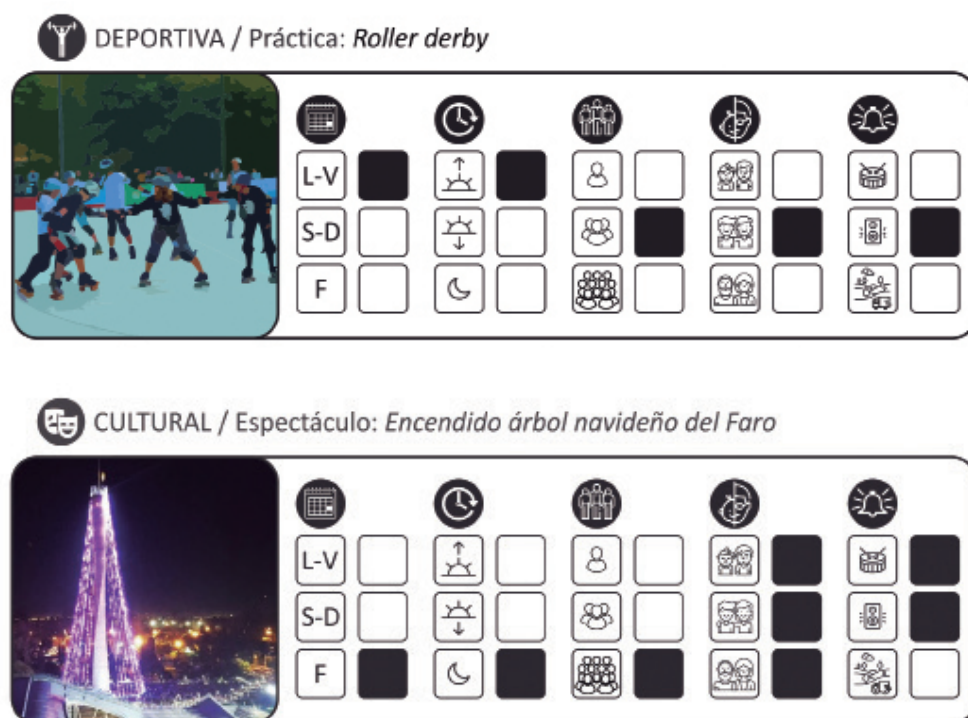 DEPORTIVA / Práctica: Roller derby
L-V
S-D
F
CULTURAL / Espectáculo: Encendido árbol navideño del Faro
L-V
S-D
F